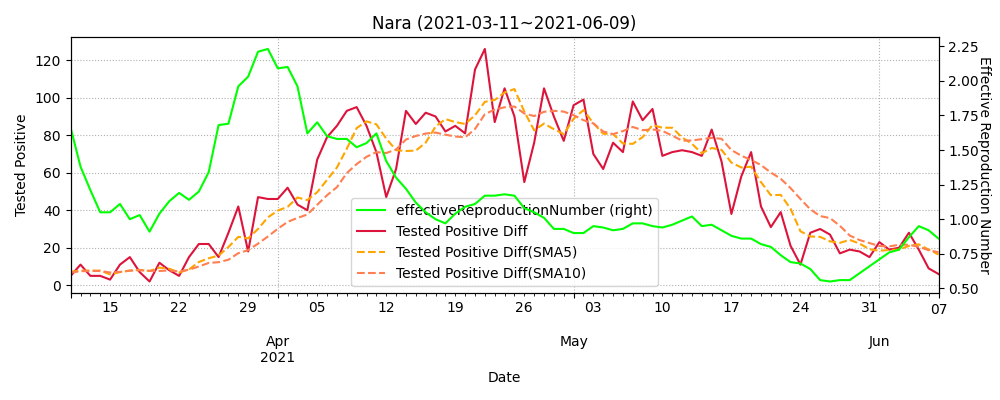 Nara (2021-03-11~2021-06-09)
Tested Positive
120
100
80
60
40
20
0
2.25
2.00
1.75
1.50
1.25
1.00
0.75
0.50
Effective Reproduction Number
effectiveReproductionNumber (right)
Tested Positive Diff
Tested Positive Diff(SMA5)
Tested Positive Diff(SMA10)
15 22 29 05 12 19 26 03 10 17 24 31 07
Apr May Jun
2021
Date